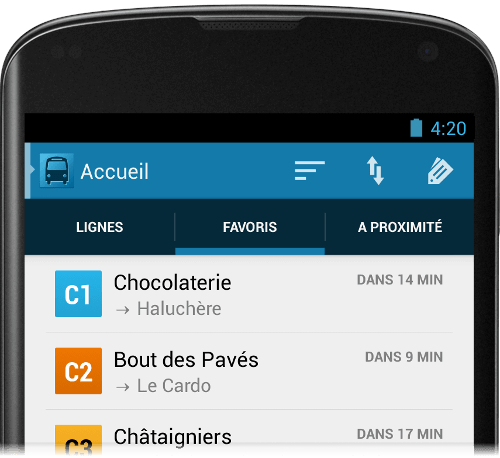 4:20
Accueil
LIGNES FAVORIS A PROXIMITÉ
C1 Chocolaterie DANS 14 MIN
→ Haluchère
C2 Bout des Pavés DANS 9 MIN
→ Le Cardo
C3 Châtaigniers DANS 17 MIN